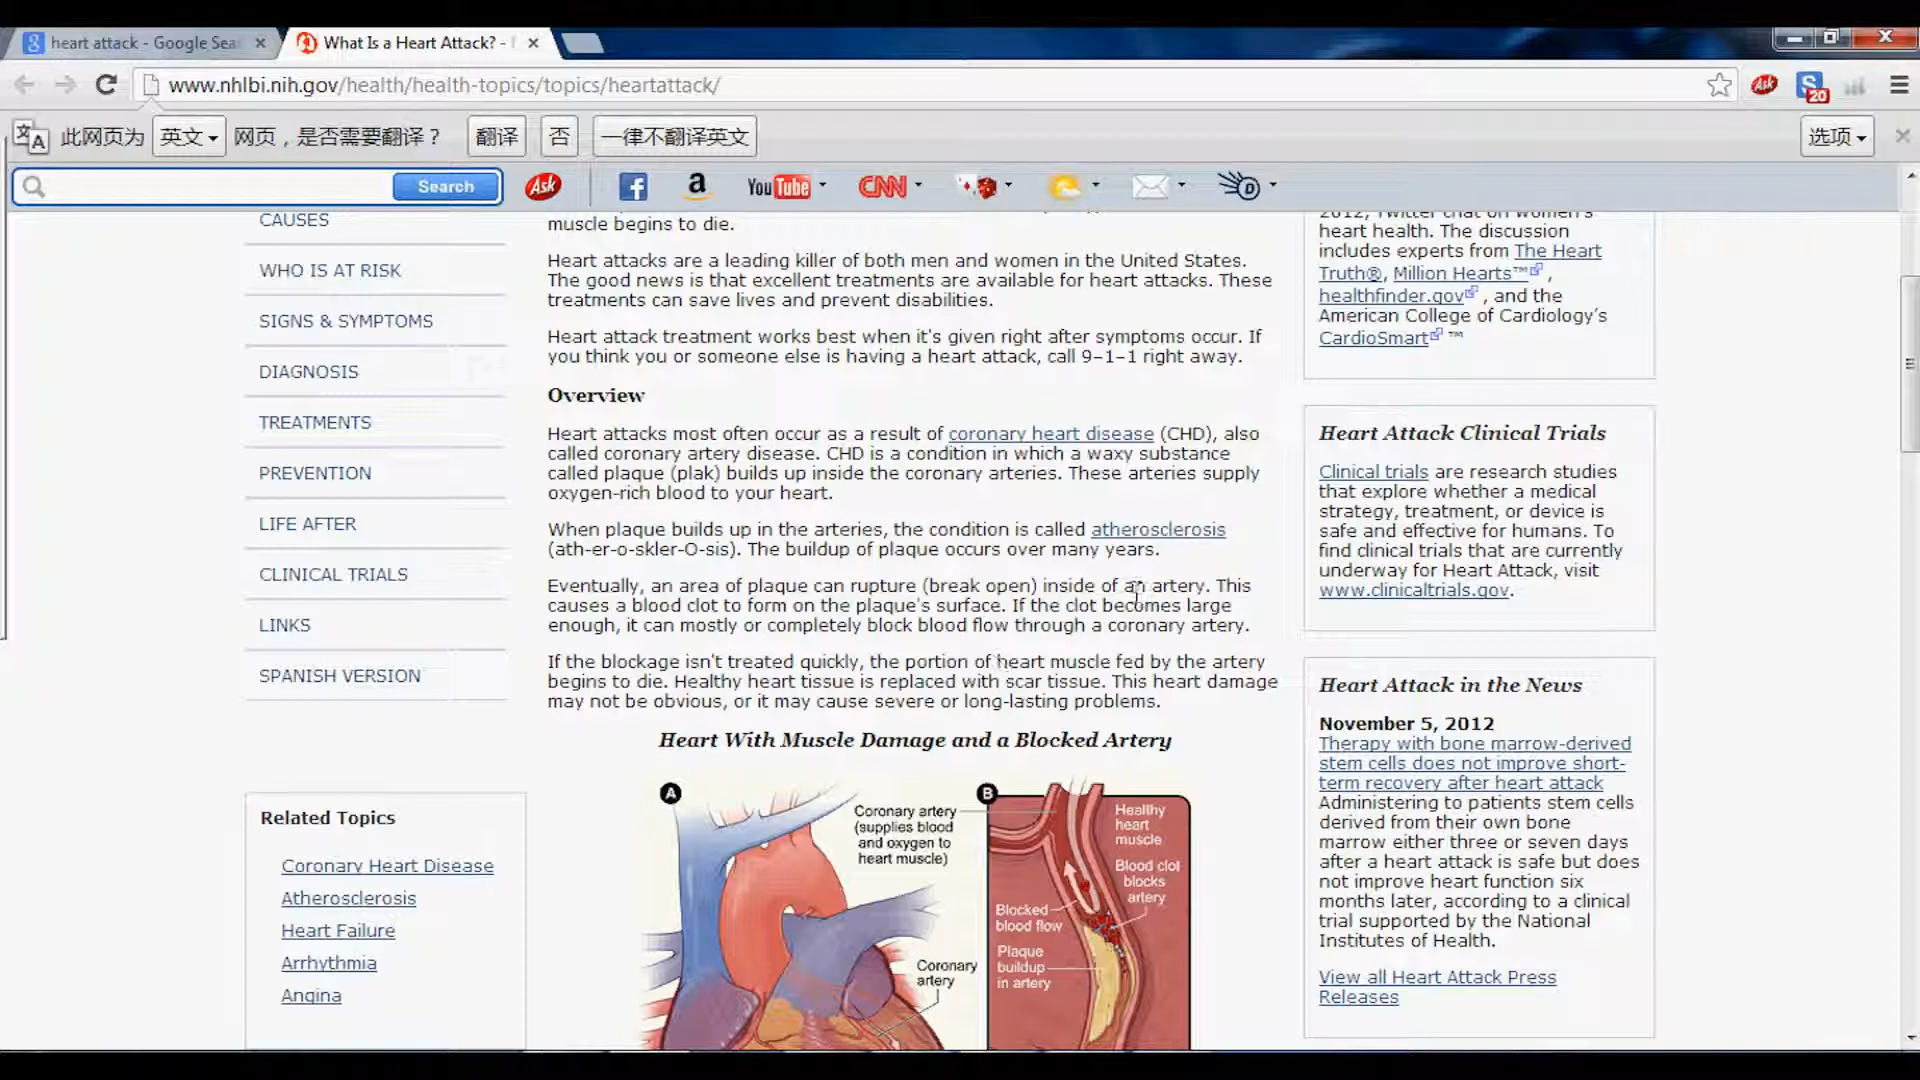 heart attack - Google Sea
What Is a Heart Attack? -
www.nhlbi.nih.gov/health/health-topics/topics/heartattack/
Ask
S
20
此网页为 英文 网页，是否需要翻译？ 翻译 否 一律不翻译英文 选项
Search
Ask
f
a
YouTube
CNN
D
CAUSES
WHO IS AT RISK
SIGNS & SYMPTOMS
DIAGNOSIS
TREATMENTS
PREVENTION
LIFE AFTER
CLINICAL TRIALS
LINKS
SPANISH VERSION
Related Topics
Coronary Heart Disease
Atherosclerosis
Heart Failure
Arrhythmia
Angina
muscle begins to die.
Heart attacks are a leading killer of both men and women in the United States.
The good news is that excellent treatments are available for heart attacks. These
treatments can save lives and prevent disabilities.
Heart attack treatment works best when it's given right after symptoms occur. If
you think you or someone else is having a heart attack, call 9–1–1 right away.
Overview
Heart attacks most often occur as a result of coronary heart disease (CHD), also
called coronary artery disease. CHD is a condition in which a waxy substance
called plaque (plak) builds up inside the coronary arteries. These arteries supply
oxygen-rich blood to your heart.
When plaque builds up in the arteries, the condition is called atherosclerosis
(ath-er-o-skler-O-sis). The buildup of plaque occurs over many years.
Eventually, an area of plaque can rupture (break open) inside of an artery. This
causes a blood clot to form on the plaque's surface. If the clot becomes large
enough, it can mostly or completely block blood flow through a coronary artery.
If the blockage isn't treated quickly, the portion of heart muscle fed by the artery
begins to die. Healthy heart tissue is replaced with scar tissue. This heart damage
may not be obvious, or it may cause severe or long-lasting problems.
Heart With Muscle Damage and a Blocked Artery
A
Coronary artery
(supplies blood
and oxygen to
heart muscle)
Coronary
artery
B
Healthy
heart
muscle
Blood clot
blocks
artery
Blocked
blood flow
Plaque
buildup
in artery
2012, Twitter chat on women's
heart health. The discussion
includes experts from The Heart
Truth®, Million Hearts™ ,
healthfinder.gov , and the
American College of Cardiology's
CardioSmart ™
Heart Attack Clinical Trials
Clinical trials are research studies
that explore whether a medical
strategy, treatment, or device is
safe and effective for humans. To
find clinical trials that are currently
underway for Heart Attack, visit
www.clinicaltrials.gov.
Heart Attack in the News
November 5, 2012
Therapy with bone marrow-derived
stem cells does not improve short-
term recovery after heart attack
Administering to patients stem cells
derived from their own bone
marrow either three or seven days
after a heart attack is safe but does
not improve heart function six
months later, according to a clinical
trial supported by the National
Institutes of Health.
View all Heart Attack Press
Releases